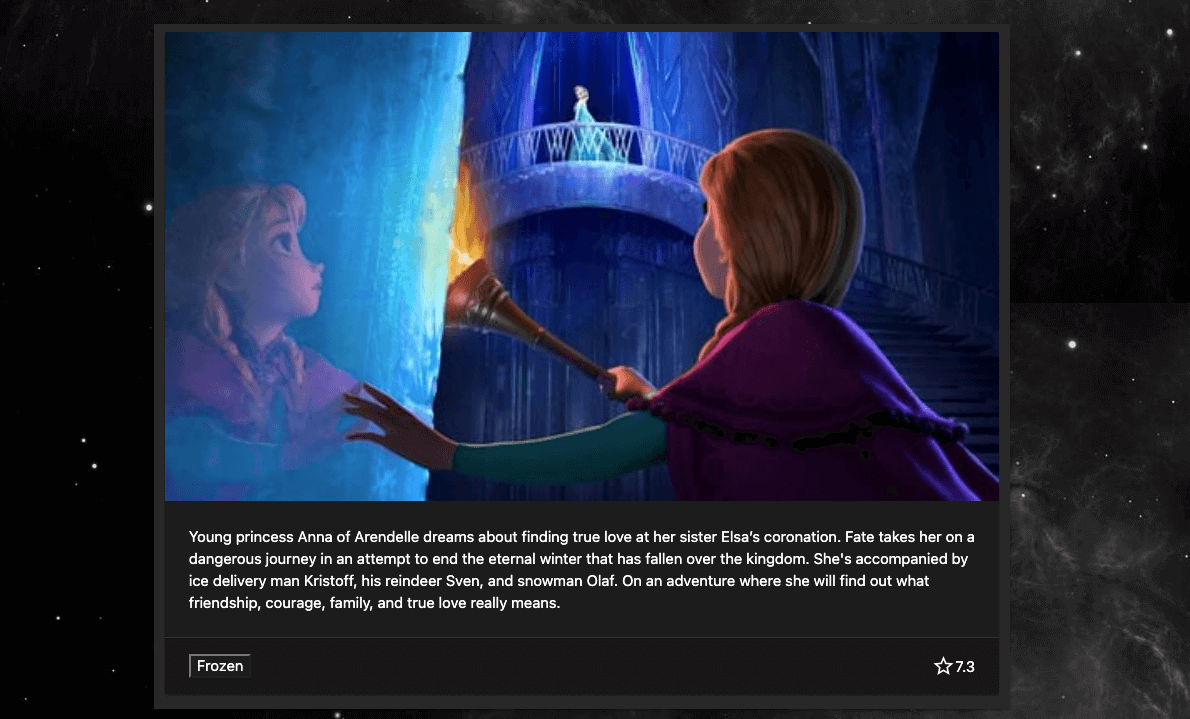 Young princess Anna of Arendelle dreams about finding true love at her sister Elsa’s coronation. Fate takes her on a
dangerous journey in an attempt to end the eternal winter that has fallen over the kingdom. She's accompanied by
ice delivery man Kristoff, his reindeer Sven, and snowman Olaf. On an adventure where she will find out what
friendship, courage, family, and true love really means.
Frozen
7.3